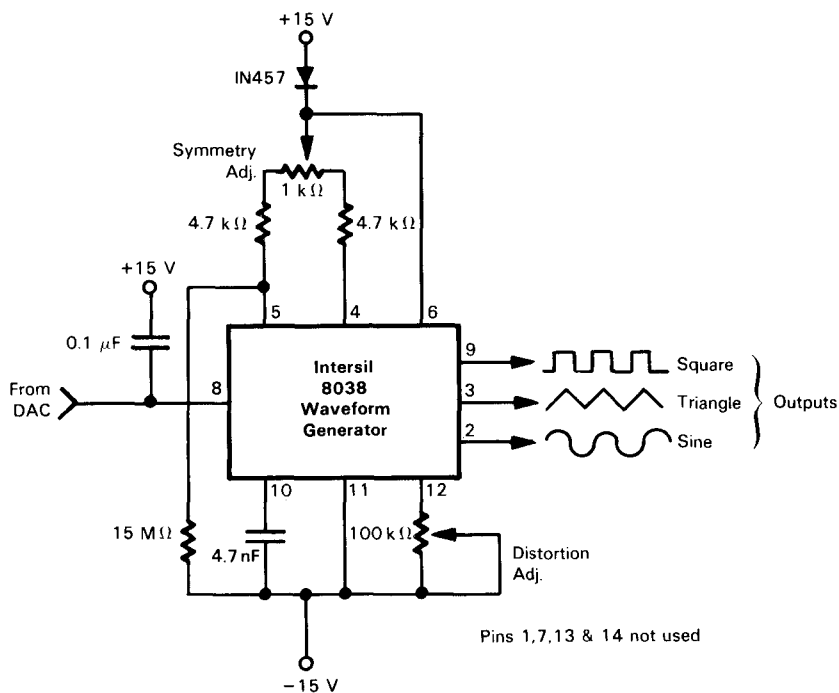 +15 V
IN457
Symmetry
Adj.
1 kΩ
4.7 kΩ
4.7 kΩ
+15 V
0.1 μF
5
4
6
From
DAC
8
Intersil
8038
Waveform
Generator
9
Square
3
Triangle
Outputs
2
Sine
10
11
12
15 MΩ
4.7 nF
100 kΩ
Distortion
Adj.
Pins 1,7,13 & 14 not used
−15 V